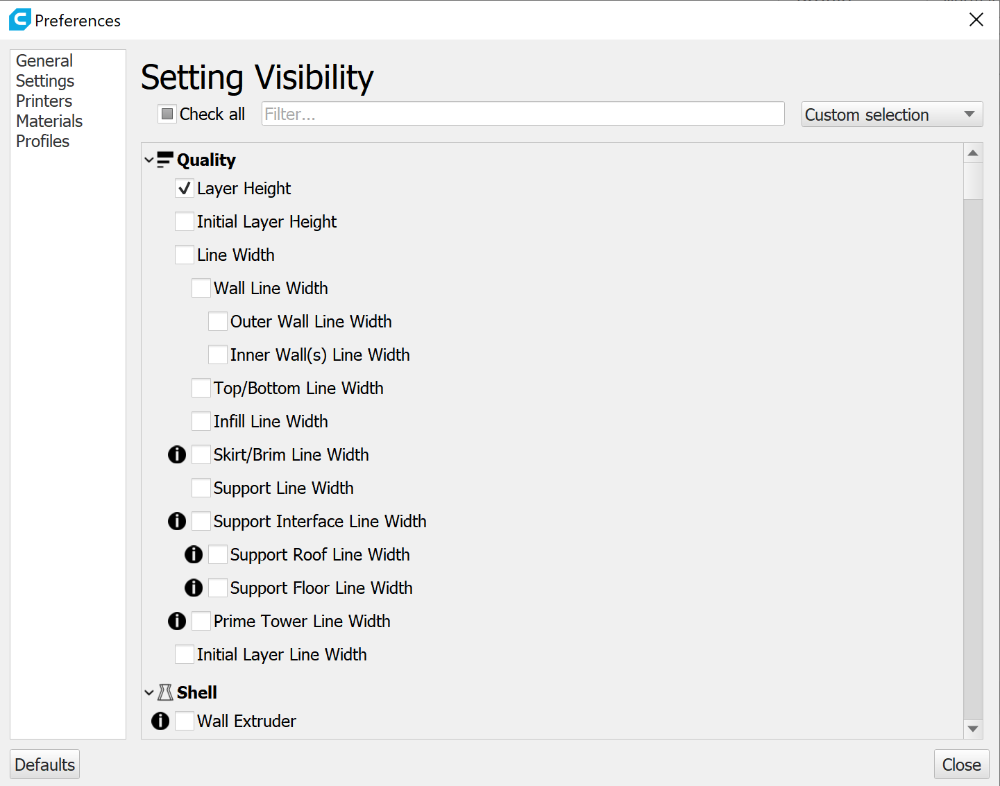 Preferences
General
Settings
Printers
Materials
Profiles
Setting Visibility
Check all
Filter...
Custom selection
Quality
Layer Height
Initial Layer Height
Line Width
Wall Line Width
Outer Wall Line Width
Inner Wall(s) Line Width
Top/Bottom Line Width
Infill Line Width
Skirt/Brim Line Width
Support Line Width
Support Interface Line Width
Support Roof Line Width
Support Floor Line Width
Prime Tower Line Width
Initial Layer Line Width
Shell
Wall Extruder
Defaults
Close